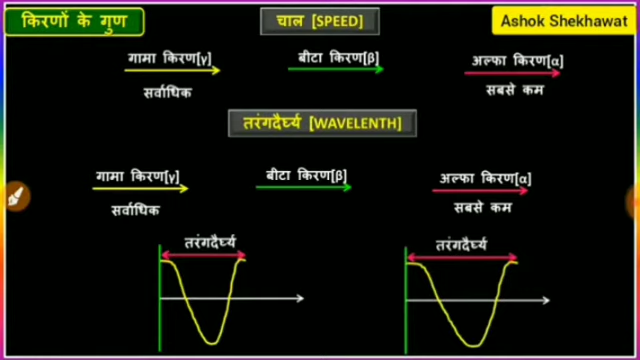 किरणों के गुण
चाल [SPEED]
Ashok Shekhawat
गामा किरण[γ]
बीटा किरण[β]
अल्फा किरण[α]
सर्वाधिक
सबसे कम
तरंगदैर्घ्य [WAVELENTH]
गामा किरण[γ]
बीटा किरण[β]
अल्फा किरण[α]
सर्वाधिक
सबसे कम
तरंगदैर्घ्य
तरंगदैर्घ्य